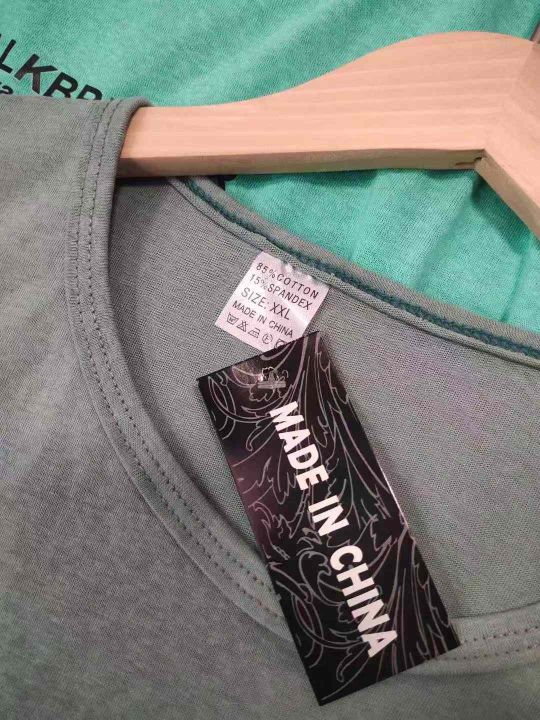 85%COTTON
15%SPANDEX
SIZE: XXL
MADE IN CHINA
MADE IN CHINA